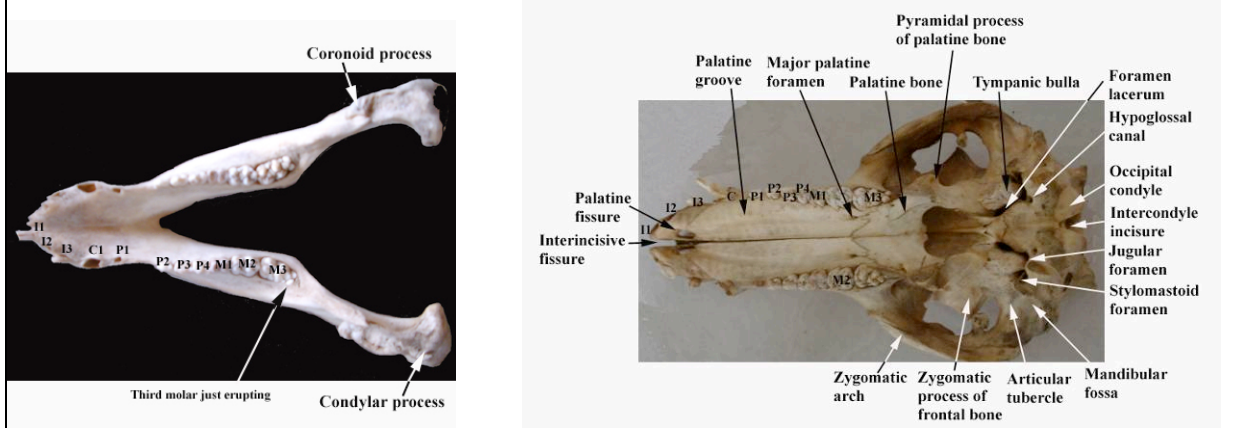 Coronoid process
I1
I2
I3
C1
P1
P2
P3
P4
M1
M2
M3
Third molar just erupting
Condylar process
Pyramidal process
of palatine bone
Palatine
groove
Major palatine
foramen
Palatine bone
Tympanic bulla
Foramen
lacerum
Hypoglossal
canal
Occipital
condyle
Intercondyle
incisure
Jugular
foramen
Stylomastoid
foramen
Palatine
fissure
Interincisive
fissure
I1
I2
I3
C
P1
P2
P3
P4
M1
M3
M2
Zygomatic
arch
Zygomatic
process of
frontal bone
Articular
tubercle
Mandibular
fossa